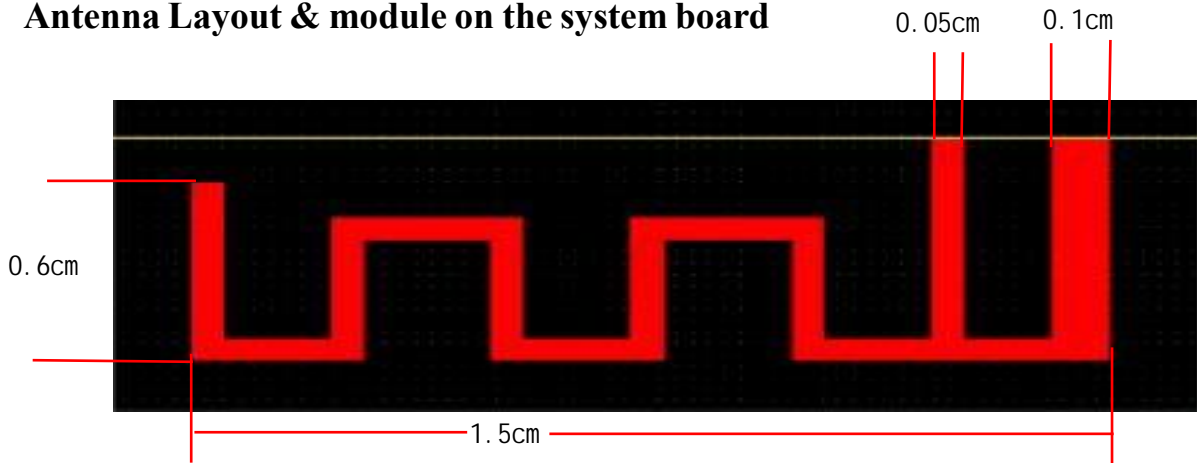 Antenna Layout & module on the system board
0.05cm
0.1cm
0.6cm
1.5cm